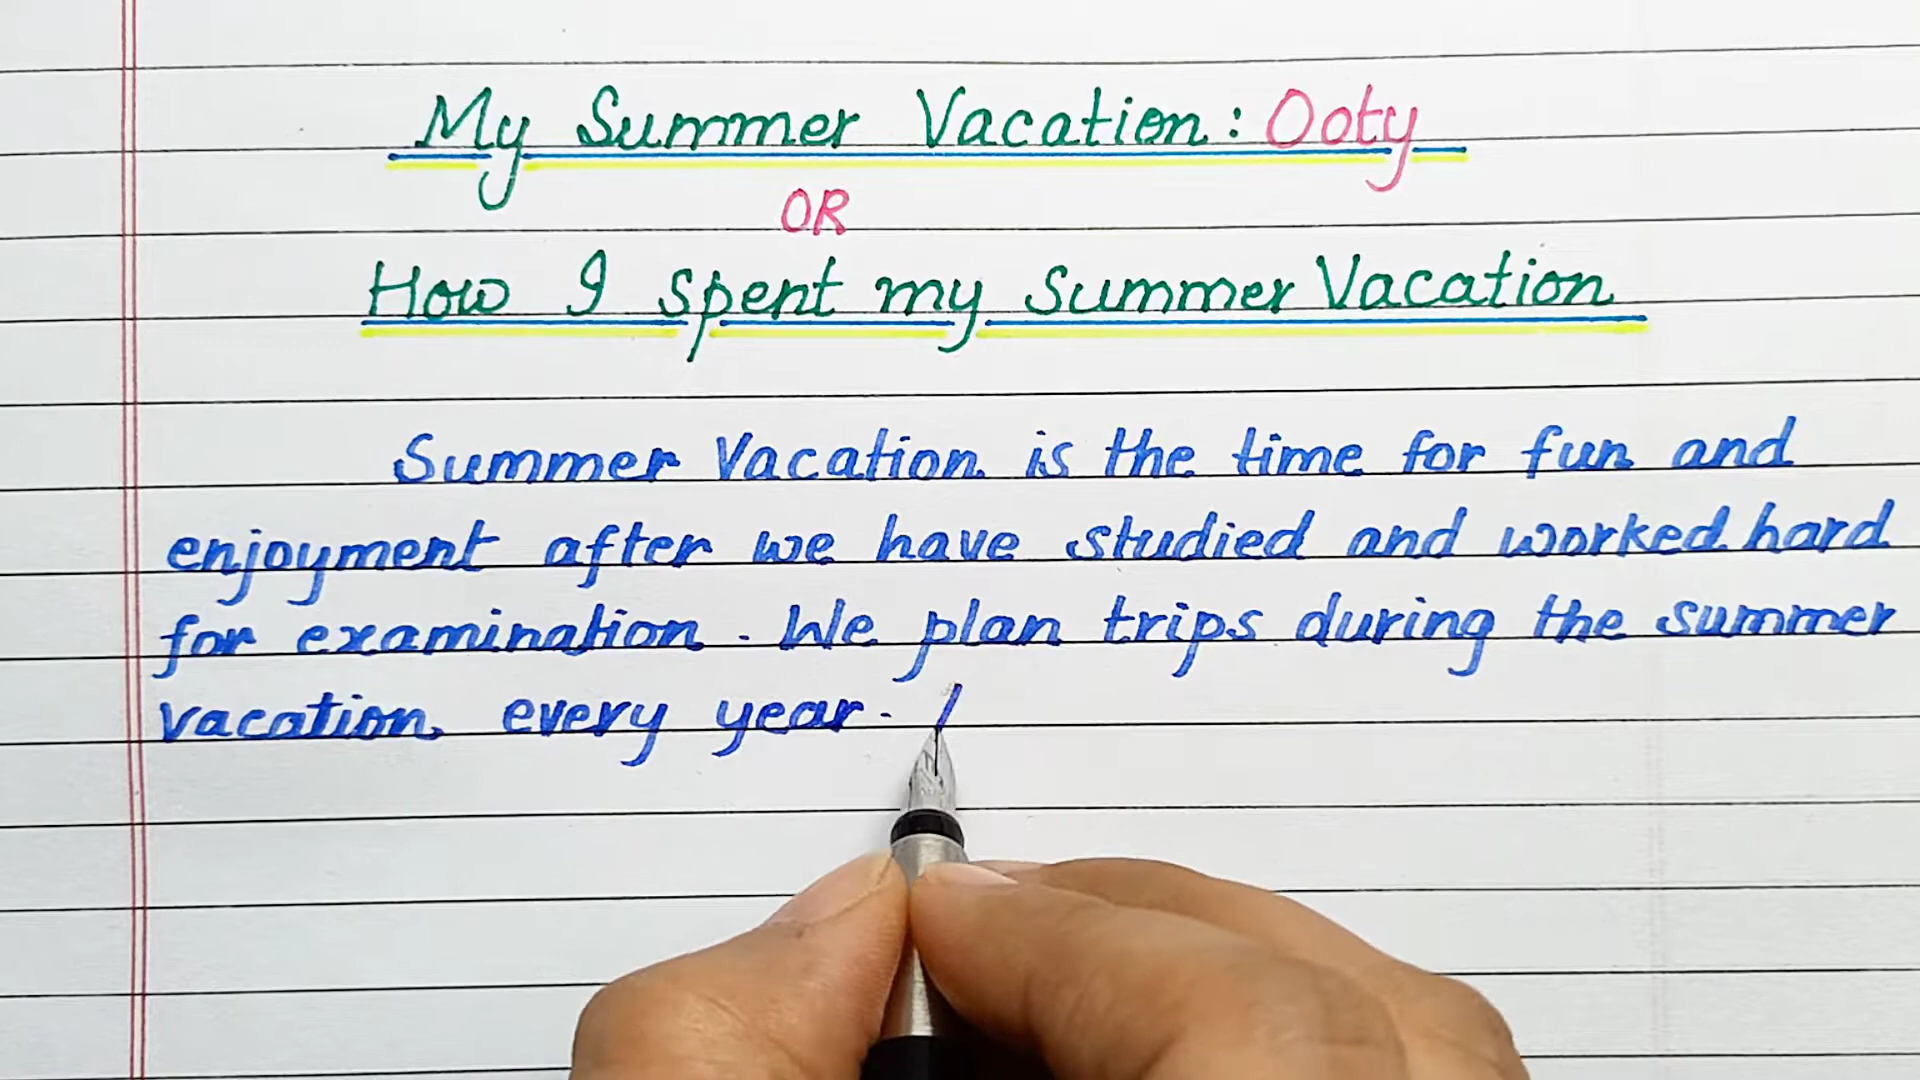 My Summer Vacation: Ooty
OR
How I spent my Summer Vacation
Summer Vacation is the time for fun and
enjoyment after we have studied and worked hard
for examination. We plan trips during the summer
vacation every year.